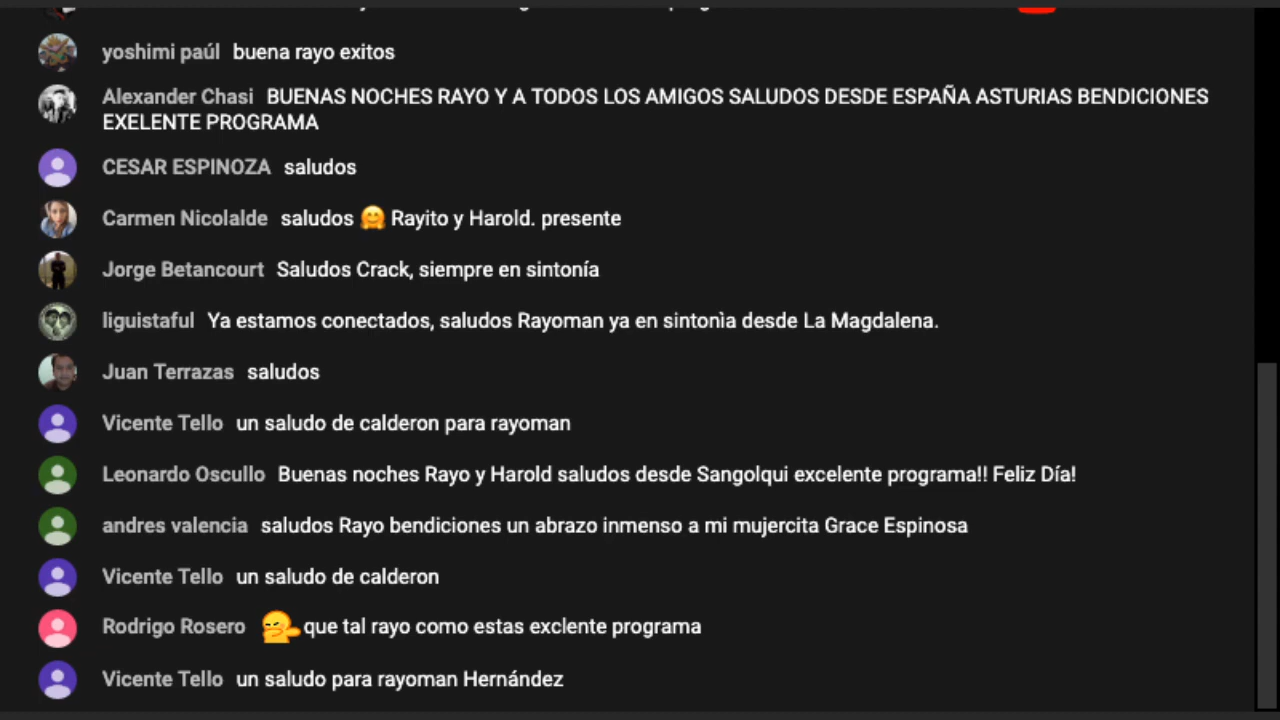 yoshimi paúl buena rayo exitos
Alexander Chasi BUENAS NOCHES RAYO Y A TODOS LOS AMIGOS SALUDOS DESDE ESPAÑA ASTURIAS BENDICIONES
EXELENTE PROGRAMA
CESAR ESPINOZA saludos
Carmen Nicolalde saludos 🤗 Rayito y Harold. presente
Jorge Betancourt Saludos Crack, siempre en sintonía
liguistaful Ya estamos conectados, saludos Rayoman ya en sintonìa desde La Magdalena.
Juan Terrazas saludos
Vicente Tello un saludo de calderon para rayoman
Leonardo Oscullo Buenas noches Rayo y Harold saludos desde Sangolqui excelente programa!! Feliz Día!
andres valencia saludos Rayo bendiciones un abrazo inmenso a mi mujercita Grace Espinosa
Vicente Tello un saludo de calderon
Rodrigo Rosero que tal rayo como estas exclente programa
Vicente Tello un saludo para rayoman Hernández